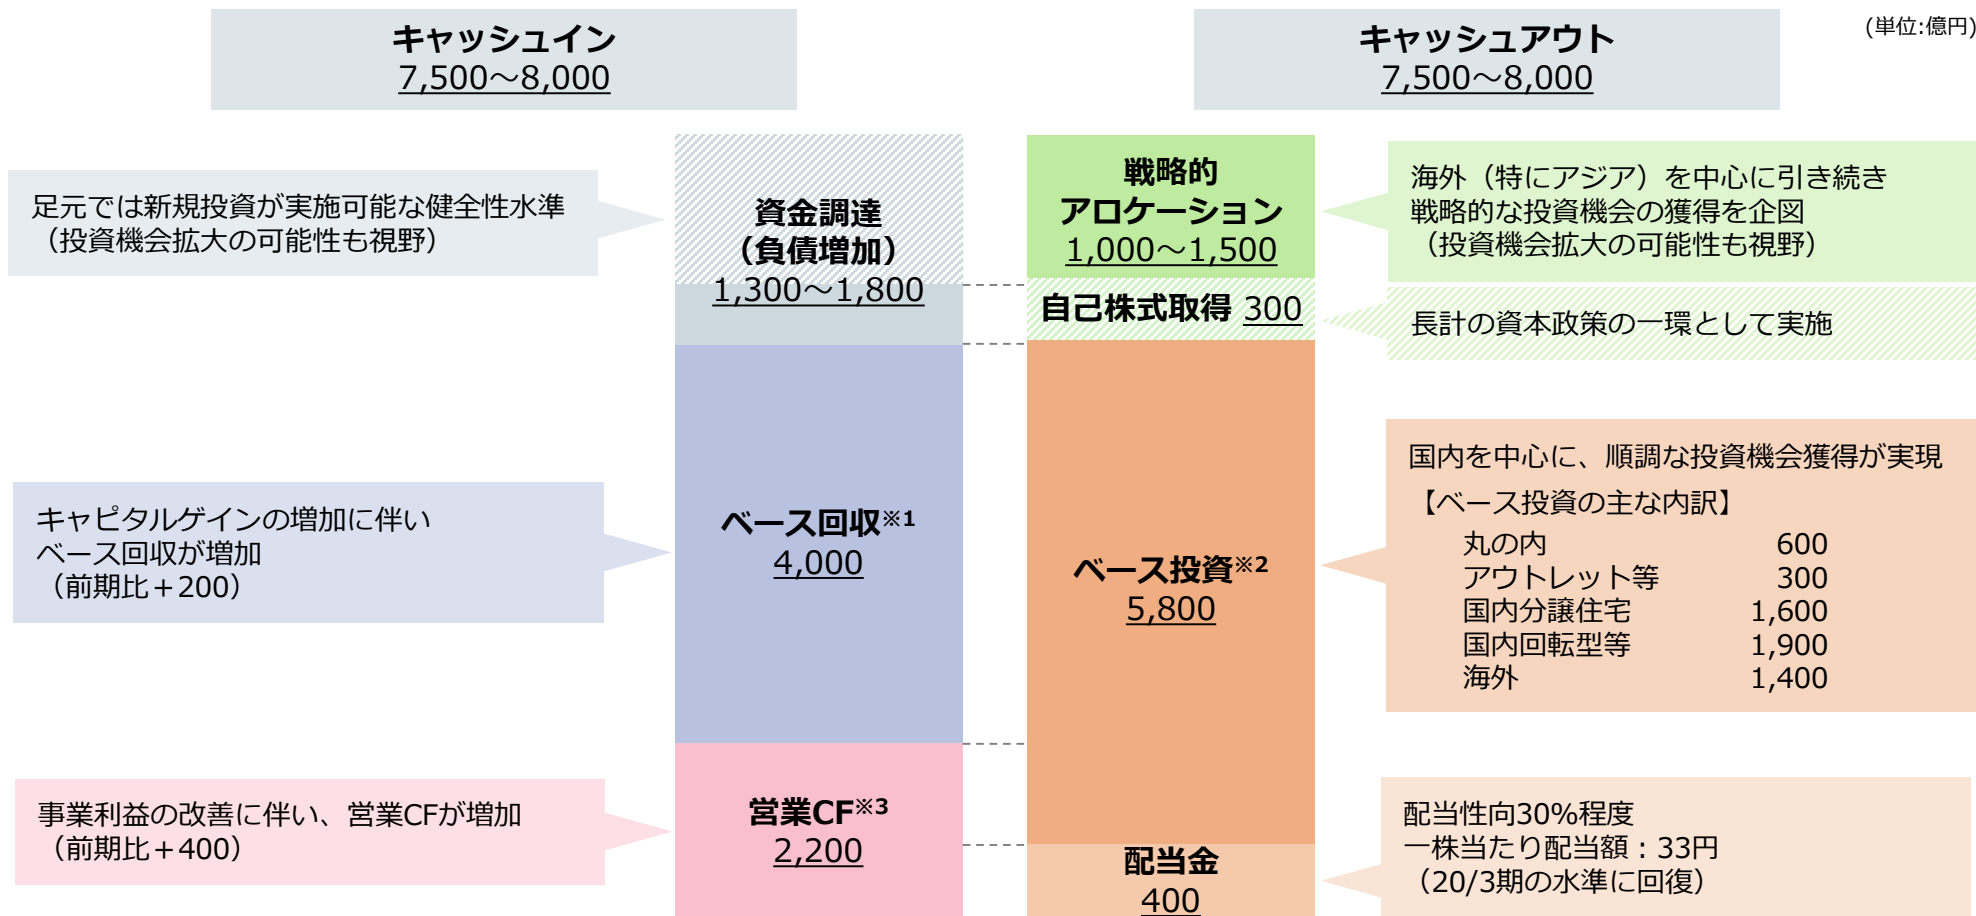 (単位:億円)
キャッシュイン
7,500～8,000
キャッシュアウト
7,500～8,000
足元では新規投資が実施可能な健全性水準
（投資機会拡大の可能性も視野）
資金調達
（負債増加）
1,300～1,800
戦略的
アロケーション
1,000～1,500
海外（特にアジア）を中心に引き続き
戦略的な投資機会の獲得を企図
（投資機会拡大の可能性も視野）
自己株式取得 300
長計の資本政策の一環として実施
キャピタルゲインの増加に伴い
ベース回収が増加
（前期比＋200）
ベース回収※1
4,000
ベース投資※2
5,800
国内を中心に、順調な投資機会獲得が実現
【ベース投資の主な内訳】
丸の内 600
アウトレット等 300
国内分譲住宅 1,600
国内回転型等 1,900
海外 1,400
事業利益の改善に伴い、営業CFが増加
（前期比＋400）
営業CF※3
2,200
配当金
400
配当性向30%程度
一株当たり配当額：33円
（20/3期の水準に回復）